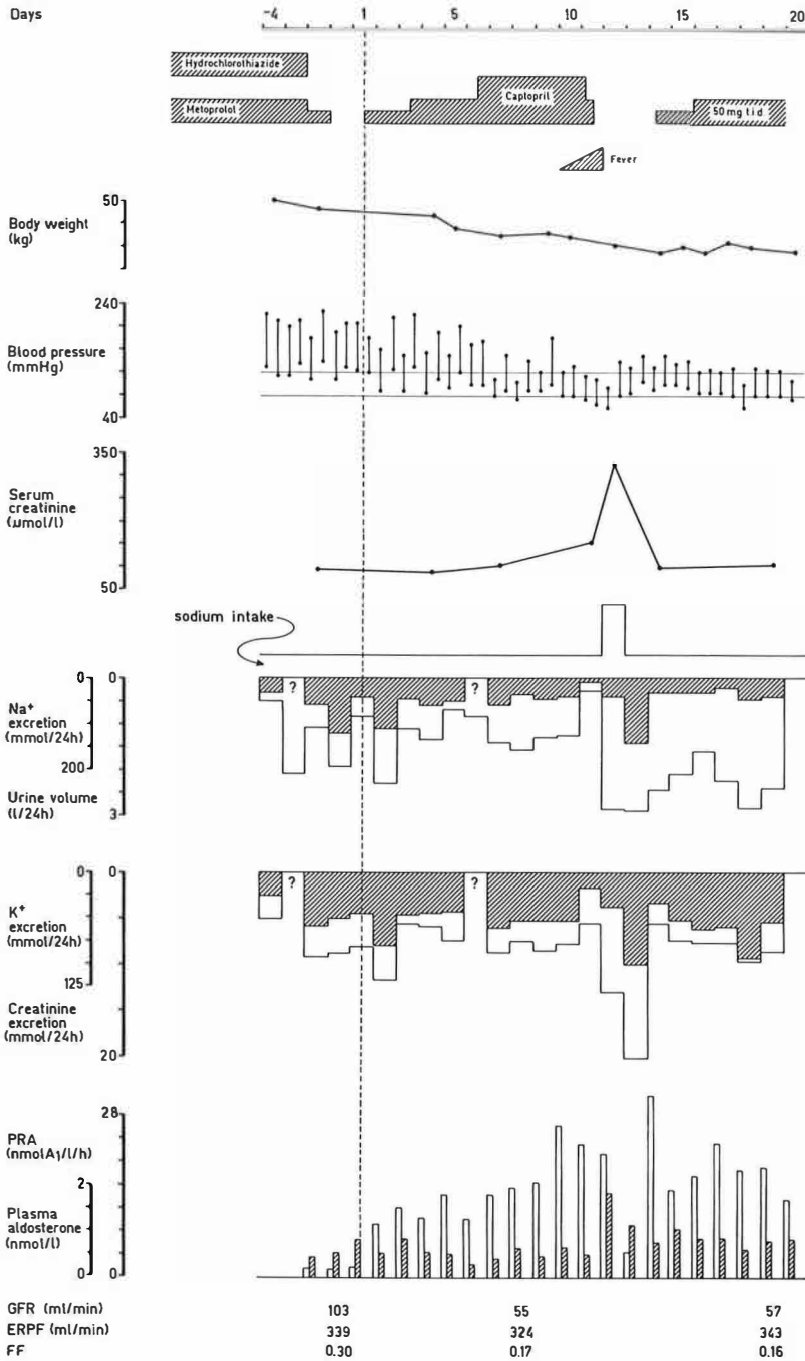 Days
-4 1 5 10 15 20
Hydrochlorothiazide
Metoprolol
Captopril
50 mg t.i.d.
Fever
Body weight
(kg)
50
Blood pressure
(mmHg)
240
40
Serum
creatinine
(µmol/l)
350
50
sodium intake
Na+
excretion
(mmol/24h)
0
200
Urine volume
(l/24h)
0
3
? ?
K+
excretion
(mmol/24h)
0
125
Creatinine
excretion
(mmol/24h)
0
20
? ?
PRA
(nmolA1/l/h)
28
0
Plasma
aldosterone
(nmol/l)
2
0
GFR (ml/min) 103 55 57
ERPF (ml/min) 339 324 343
FF 0.30 0.17 0.16